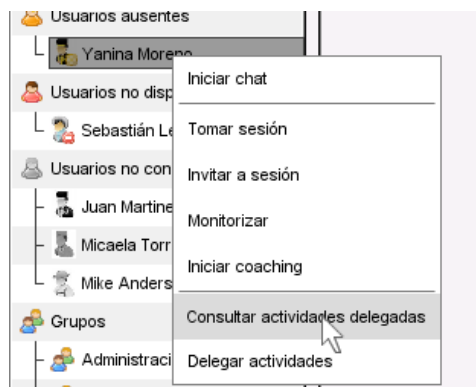 Usuarios ausentes
Yanina Moreno
Iniciar chat
Usuarios no disp
Tomar sesión
Sebastián Le
Usuarios no con
Invitar a sesión
Juan Martine
Monitorizar
Micaela Torr
Iniciar coaching
Mike Anders
Grupos
Consultar actividades delegadas
Administraci
Delegar actividades